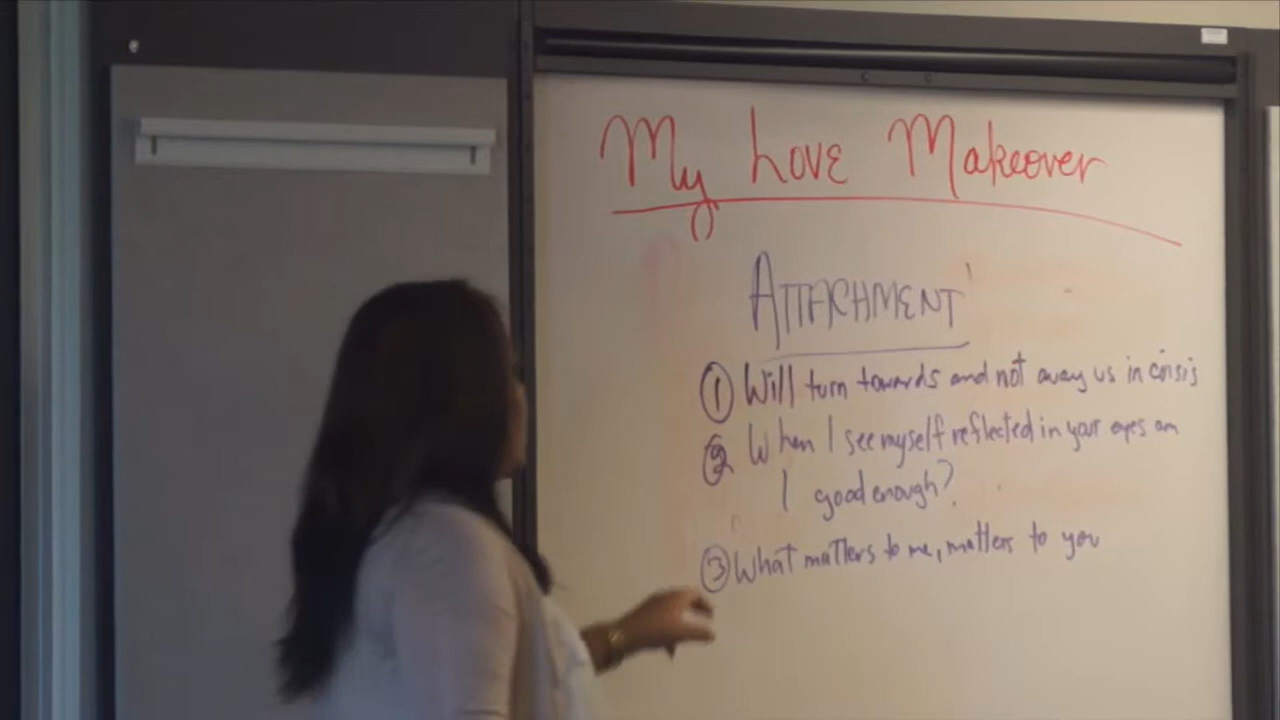 My Love Makeover
ATTACHMENT
① Will turn towards and not away us in crisis
② When I see myself reflected in your eyes am
I good enough?
③ What matters to me, matters to you